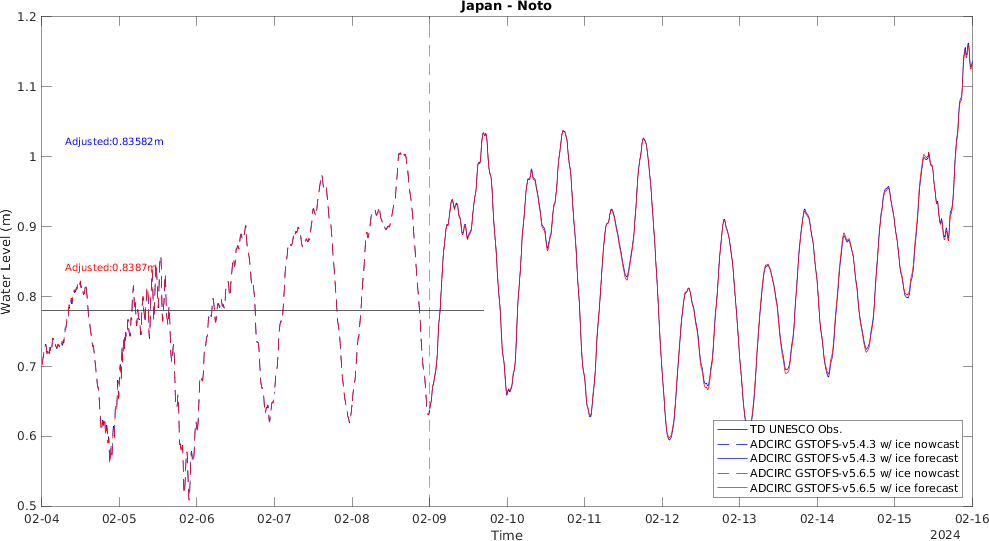 Japan - Noto
1.2
1.1
1
0.9
0.8
0.7
0.6
0.5
Water Level (m)
Adjusted:0.83582m
Adjusted:0.8387m
TD UNESCO Obs.
ADCIRC GSTOFS-v5.4.3 w/ ice nowcast
ADCIRC GSTOFS-v5.4.3 w/ ice forecast
ADCIRC GSTOFS-v5.6.5 w/ ice nowcast
ADCIRC GSTOFS-v5.6.5 w/ ice forecast
02-04 02-05 02-06 02-07 02-08 02-09 02-10 02-11 02-12 02-13 02-14 02-15 02-16
Time
2024